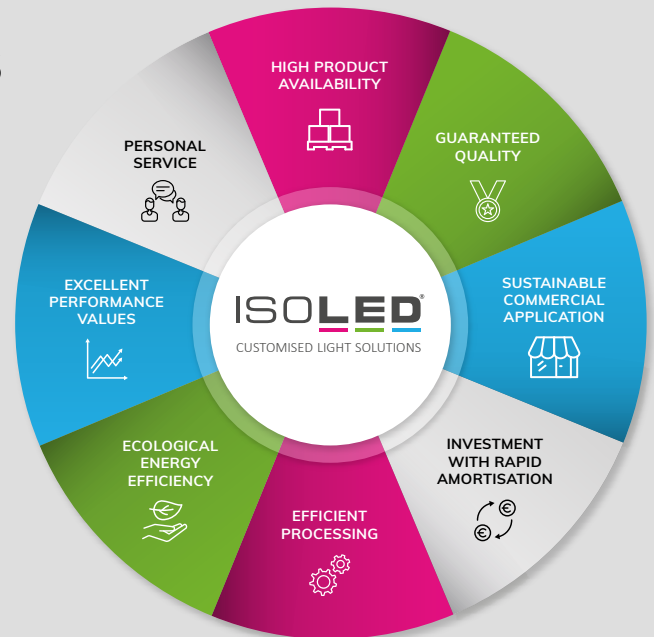 HIGH PRODUCT
AVAILABILITY
GUARANTEED
QUALITY
SUSTAINABLE
COMMERCIAL
APPLICATION
INVESTMENT
WITH RAPID
AMORTISATION
€
€
EFFICIENT
PROCESSING
ECOLOGICAL
ENERGY
EFFICIENCY
EXCELLENT
PERFORMANCE
VALUES
PERSONAL
SERVICE
ISOLED®
CUSTOMISED LIGHT SOLUTIONS